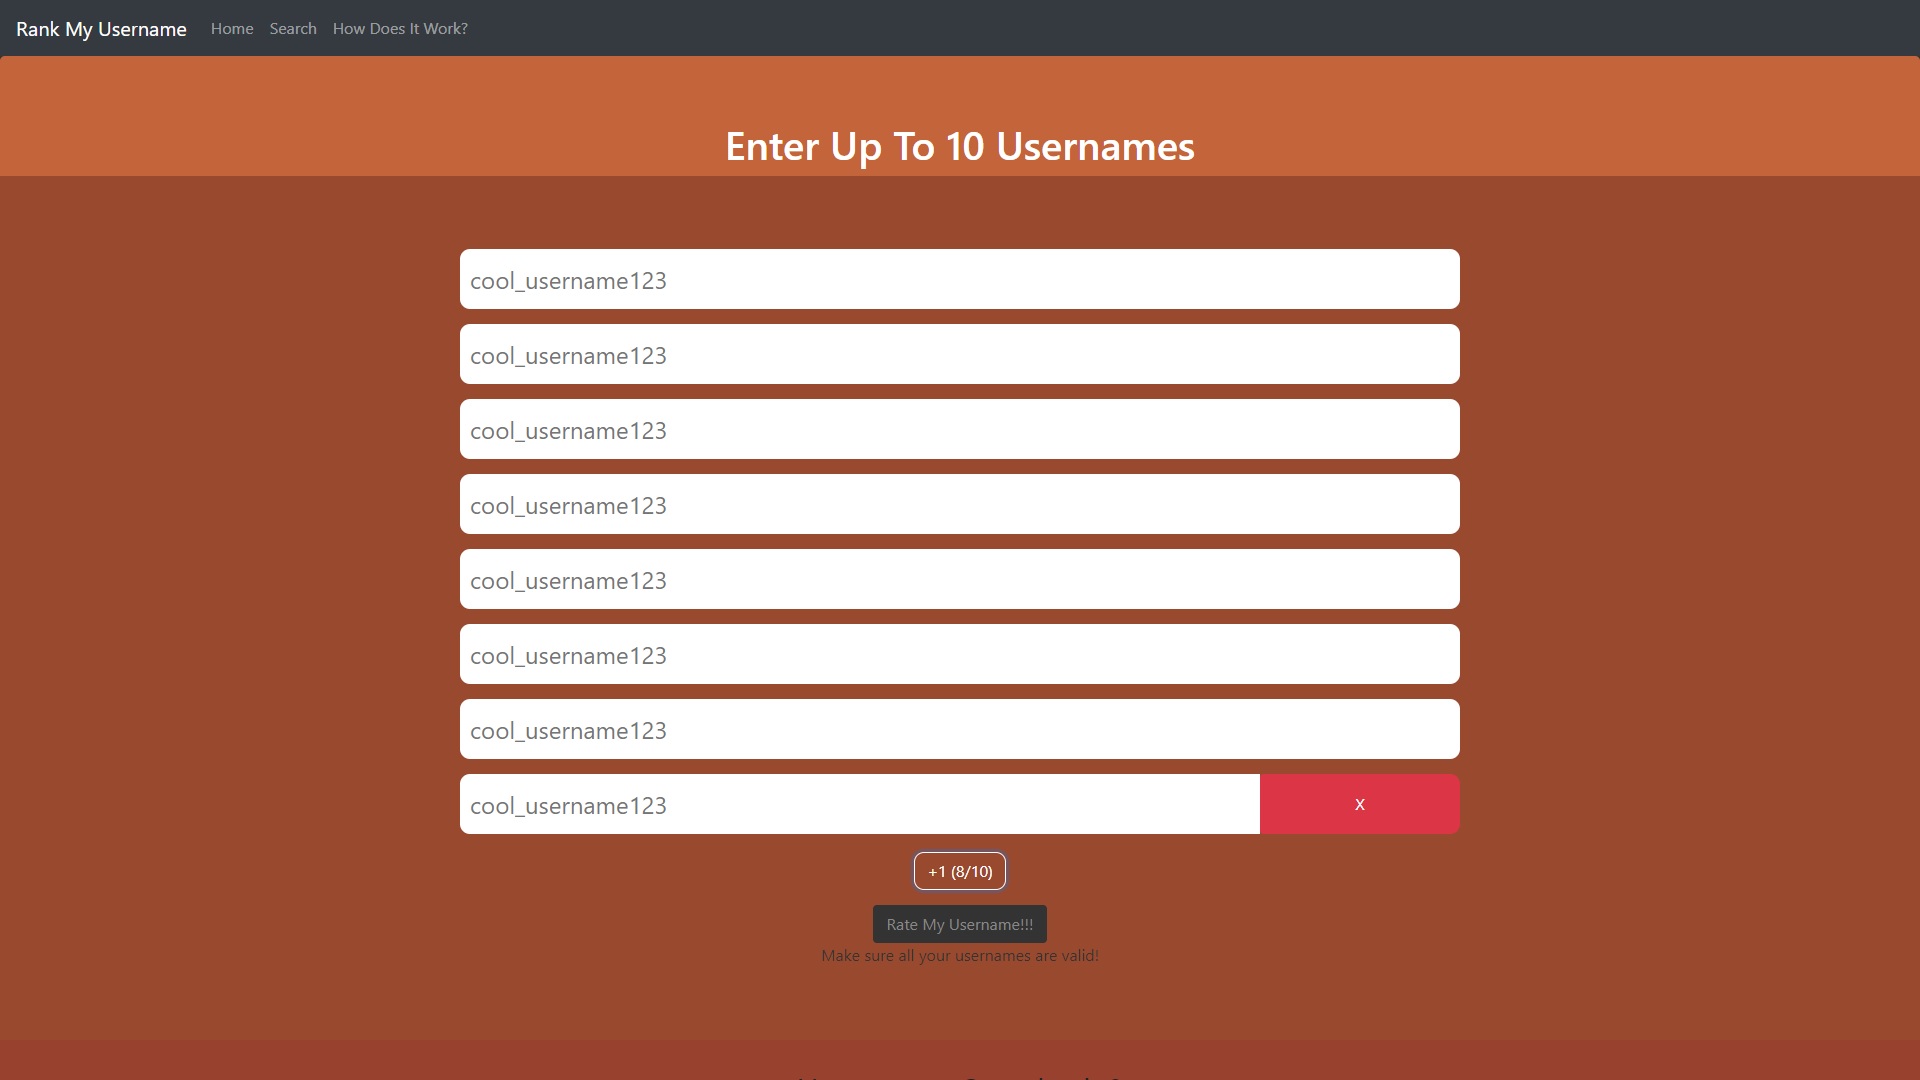 Rank My Username Home Search How Does It Work?
Enter Up To 10 Usernames
cool_username123
cool_username123
cool_username123
cool_username123
cool_username123
cool_username123
cool_username123
cool_username123 X
+1 (8/10)
Rate My Username!!!
Make sure all your usernames are valid!